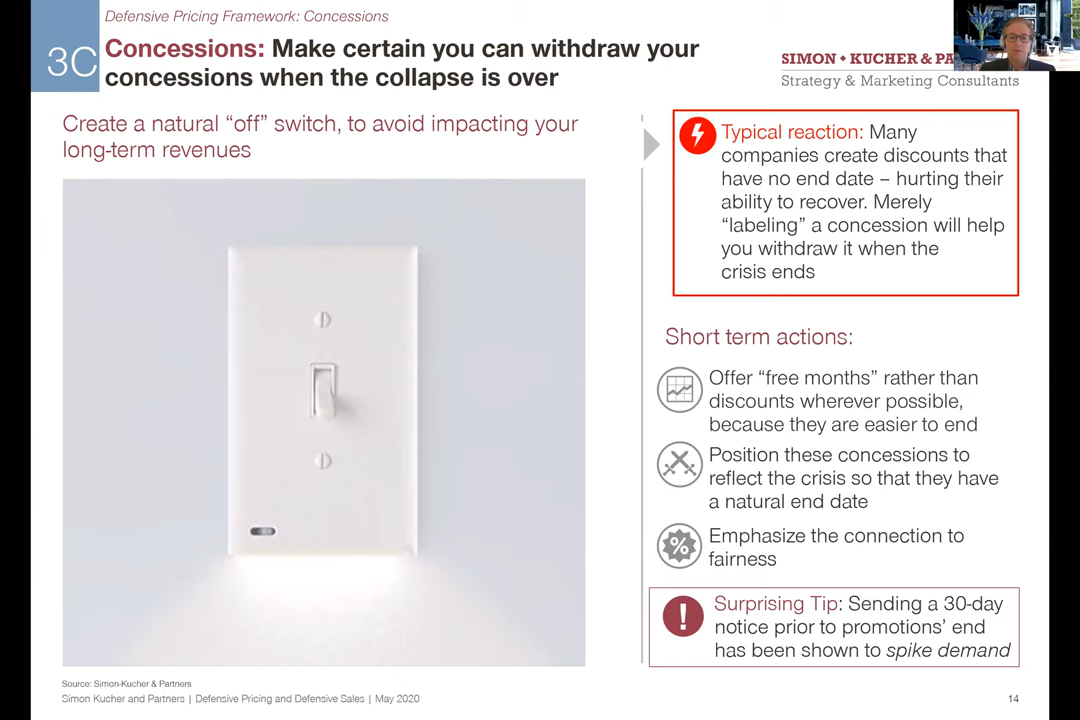 Defensive Pricing Framework: Concessions
3C
Concessions: Make certain you can withdraw your
concessions when the collapse is over
SIMON • KUCHER & PA
Strategy & Marketing Consultants
Create a natural “off” switch, to avoid impacting your
long-term revenues
Typical reaction: Many
companies create discounts that
have no end date – hurting their
ability to recover. Merely
“labeling” a concession will help
you withdraw it when the
crisis ends
Short term actions:
Offer “free months” rather than
discounts wherever possible,
because they are easier to end
Position these concessions to
reflect the crisis so that they have
a natural end date
%
Emphasize the connection to
fairness
!
Surprising Tip: Sending a 30-day
notice prior to promotions’ end
has been shown to spike demand
Source: Simon-Kucher & Partners
Simon Kucher and Partners | Defensive Pricing and Defensive Sales | May 2020
14